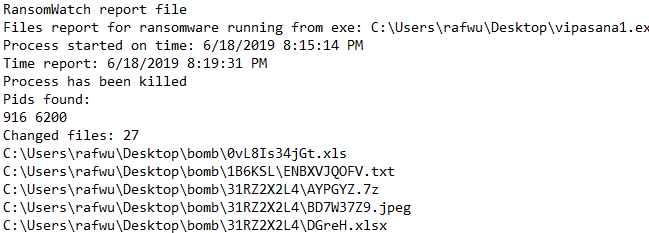 RansomWatch report file
Files report for ransomware running from exe: C:\Users\rafwu\Desktop\vipasana1.ex
Process started on time: 6/18/2019 8:15:14 PM
Time report: 6/18/2019 8:19:31 PM
Process has been killed
Pids found:
916 6200
Changed files: 27
C:\Users\rafwu\Desktop\bomb\0vL8Is34jGt.xls
C:\Users\rafwu\Desktop\bomb\1B6KSL\ENBXVJQOFV.txt
C:\Users\rafwu\Desktop\bomb\31RZ2X2L4\AYPGYZ.7z
C:\Users\rafwu\Desktop\bomb\31RZ2X2L4\BD7W37Z9.jpeg
C:\Users\rafwu\Desktop\bomb\31RZ2X2L4\DGreH.xlsx